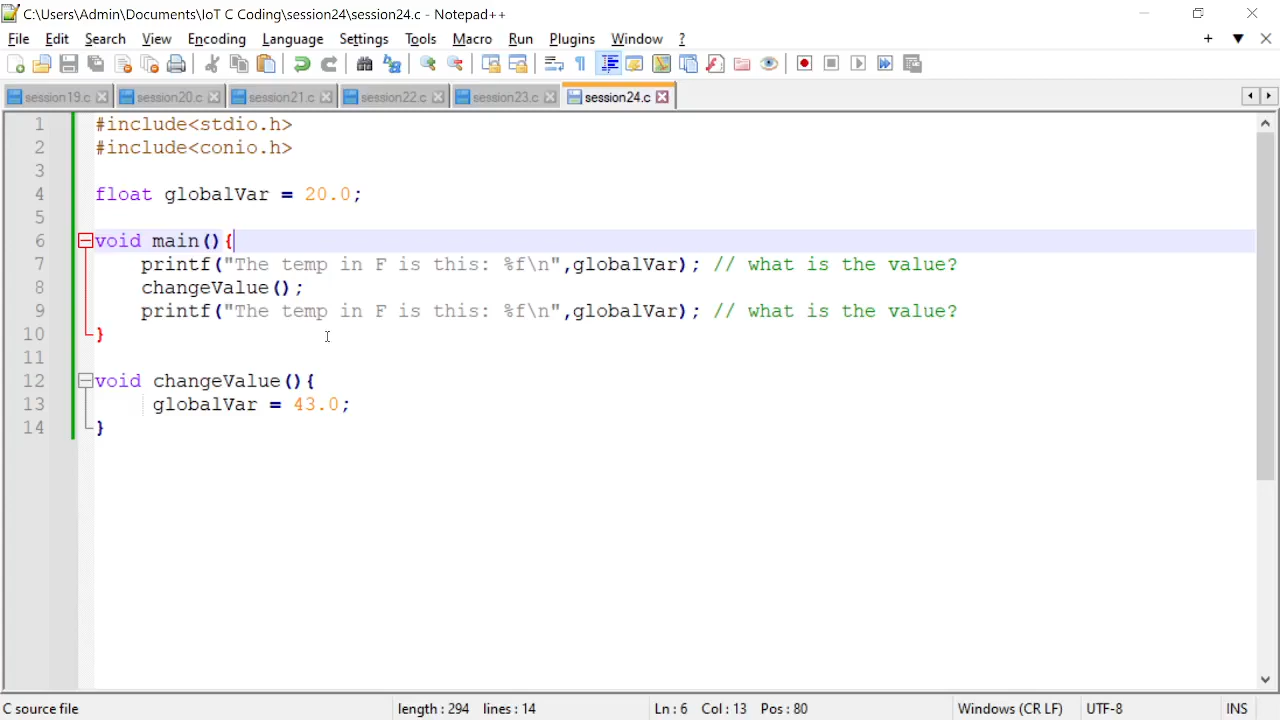 C:\Users\Admin\Documents\IoT C Coding\session24\session24.c - Notepad++
File Edit Search View Encoding Language Settings Tools Macro Run Plugins Window ?
session19.c session20.c session21.c session22.c session23.c session24.c
1 #include<stdio.h>
2 #include<conio.h>
3
4 float globalVar = 20.0;
5
6 void main(){
7 printf("The temp in F is this: %f\n",globalVar); // what is the value?
8 changeValue();
9 printf("The temp in F is this: %f\n",globalVar); // what is the value?
10 }
11
12 void changeValue(){
13 globalVar = 43.0;
14 }
C source file length : 294 lines : 14 Ln : 6 Col : 13 Pos : 80 Windows (CR LF) UTF-8 INS